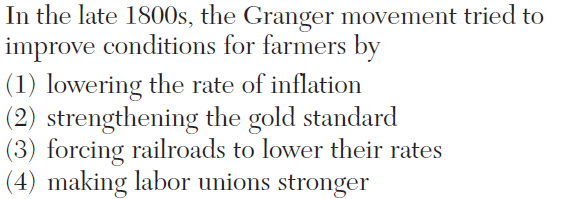 In the late 1800s, the Granger movement tried to
improve conditions for farmers by
(1) lowering the rate of inflation
(2) strengthening the gold standard
(3) forcing railroads to lower their rates
(4) making labor unions stronger